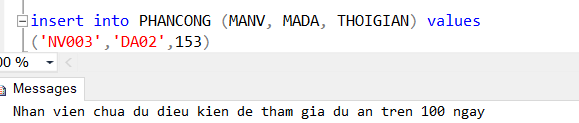 insert into PHANCONG (MANV, MADA, THOIGIAN) values
('NV003','DA02',153)
00 %
Messages
Nhan vien chua du dieu kien de tham gia du an tren 100 ngay